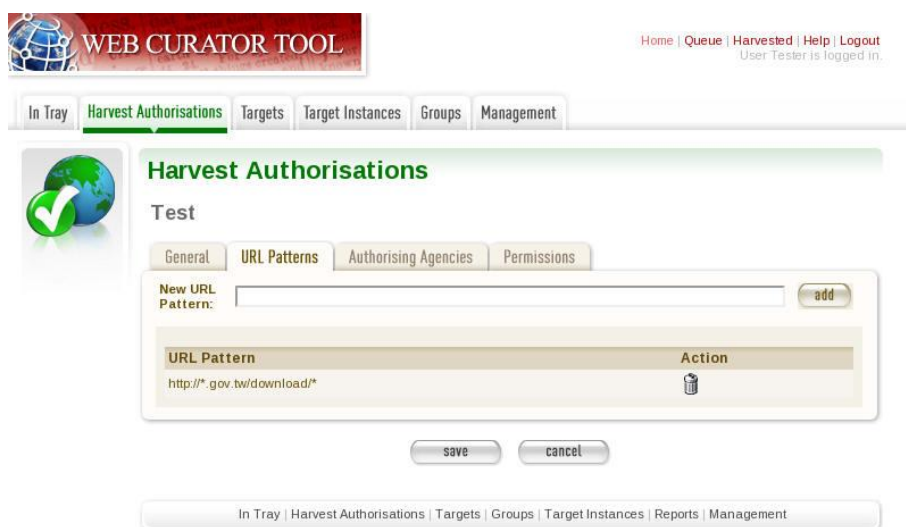 WEB CURATOR TOOL
Home | Queue | Harvested | Help | Logout
User Tester is logged in.
In Tray Harvest Authorisations Targets Target Instances Groups Management
Harvest Authorisations
Test
General URL Patterns Authorising Agencies Permissions
New URL
Pattern:
add
URL Pattern Action
http://*.gov.tw/download/*
save cancel
In Tray | Harvest Authorisations | Targets | Groups | Target Instances | Reports | Management